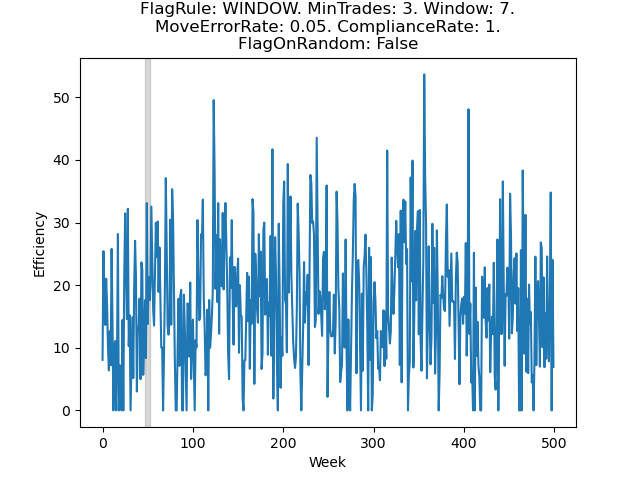 FlagRule: WINDOW. MinTrades: 3. Window: 7.
MoveErrorRate: 0.05. ComplianceRate: 1.
FlagOnRandom: False
50
40
30
20
10
0
Efficiency
0 100 200 300 400 500
Week